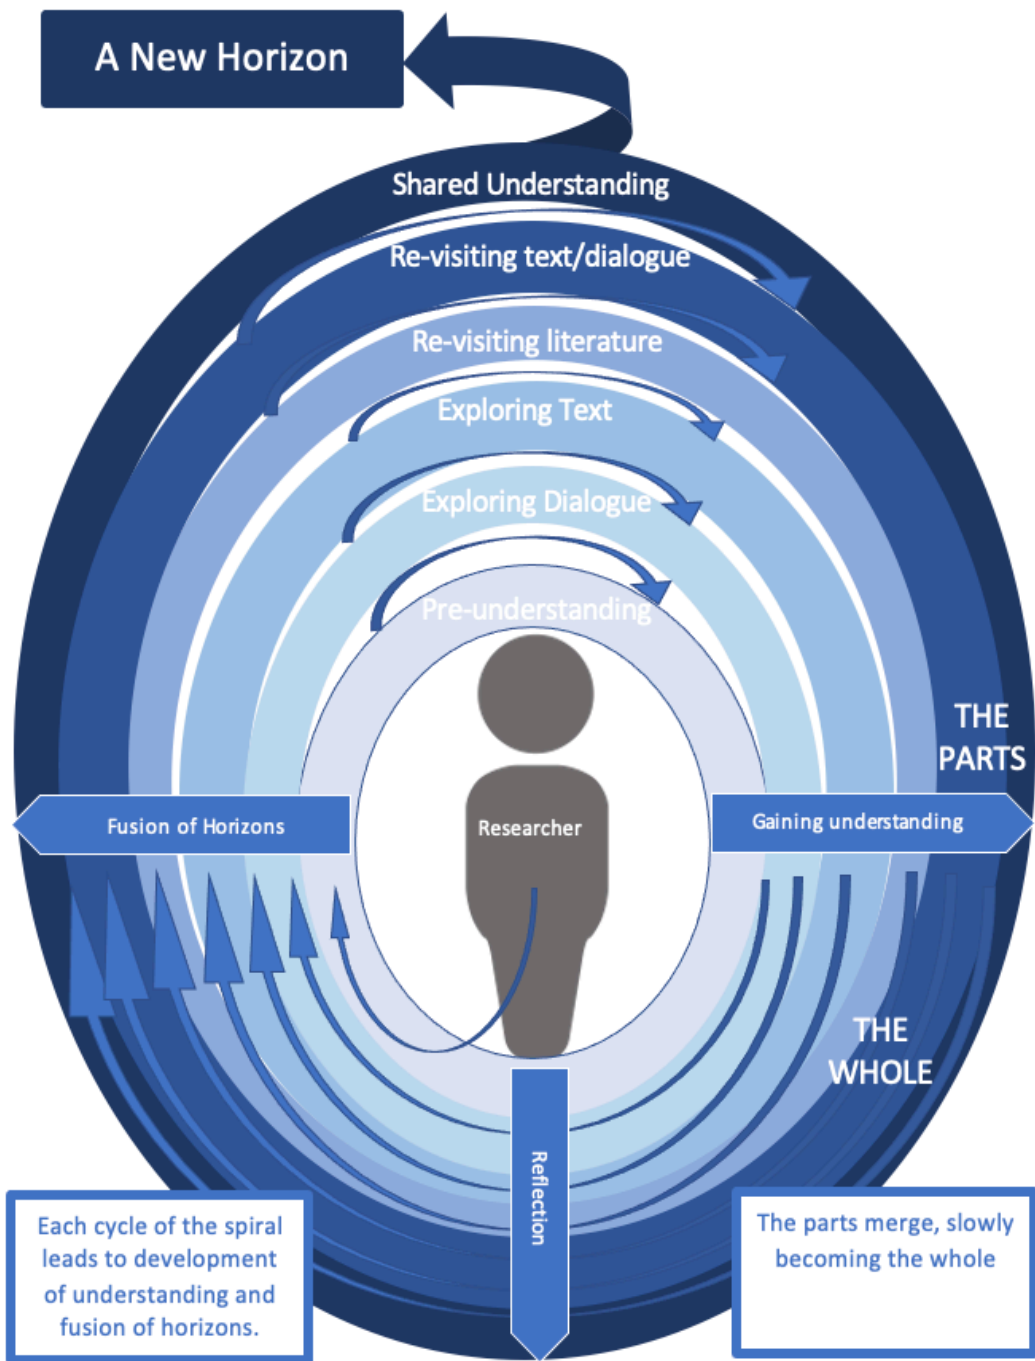 A New Horizon
Shared Understanding
Re-visiting text/dialogue
Re-visiting literature
Exploring Text
Exploring Dialogue
Pre-understanding
THE
PARTS
Fusion of Horizons
Researcher
Gaining understanding
THE
WHOLE
Reflection
Each cycle of the spiral
leads to development
of understanding and
fusion of horizons.
The parts merge, slowly
becoming the whole